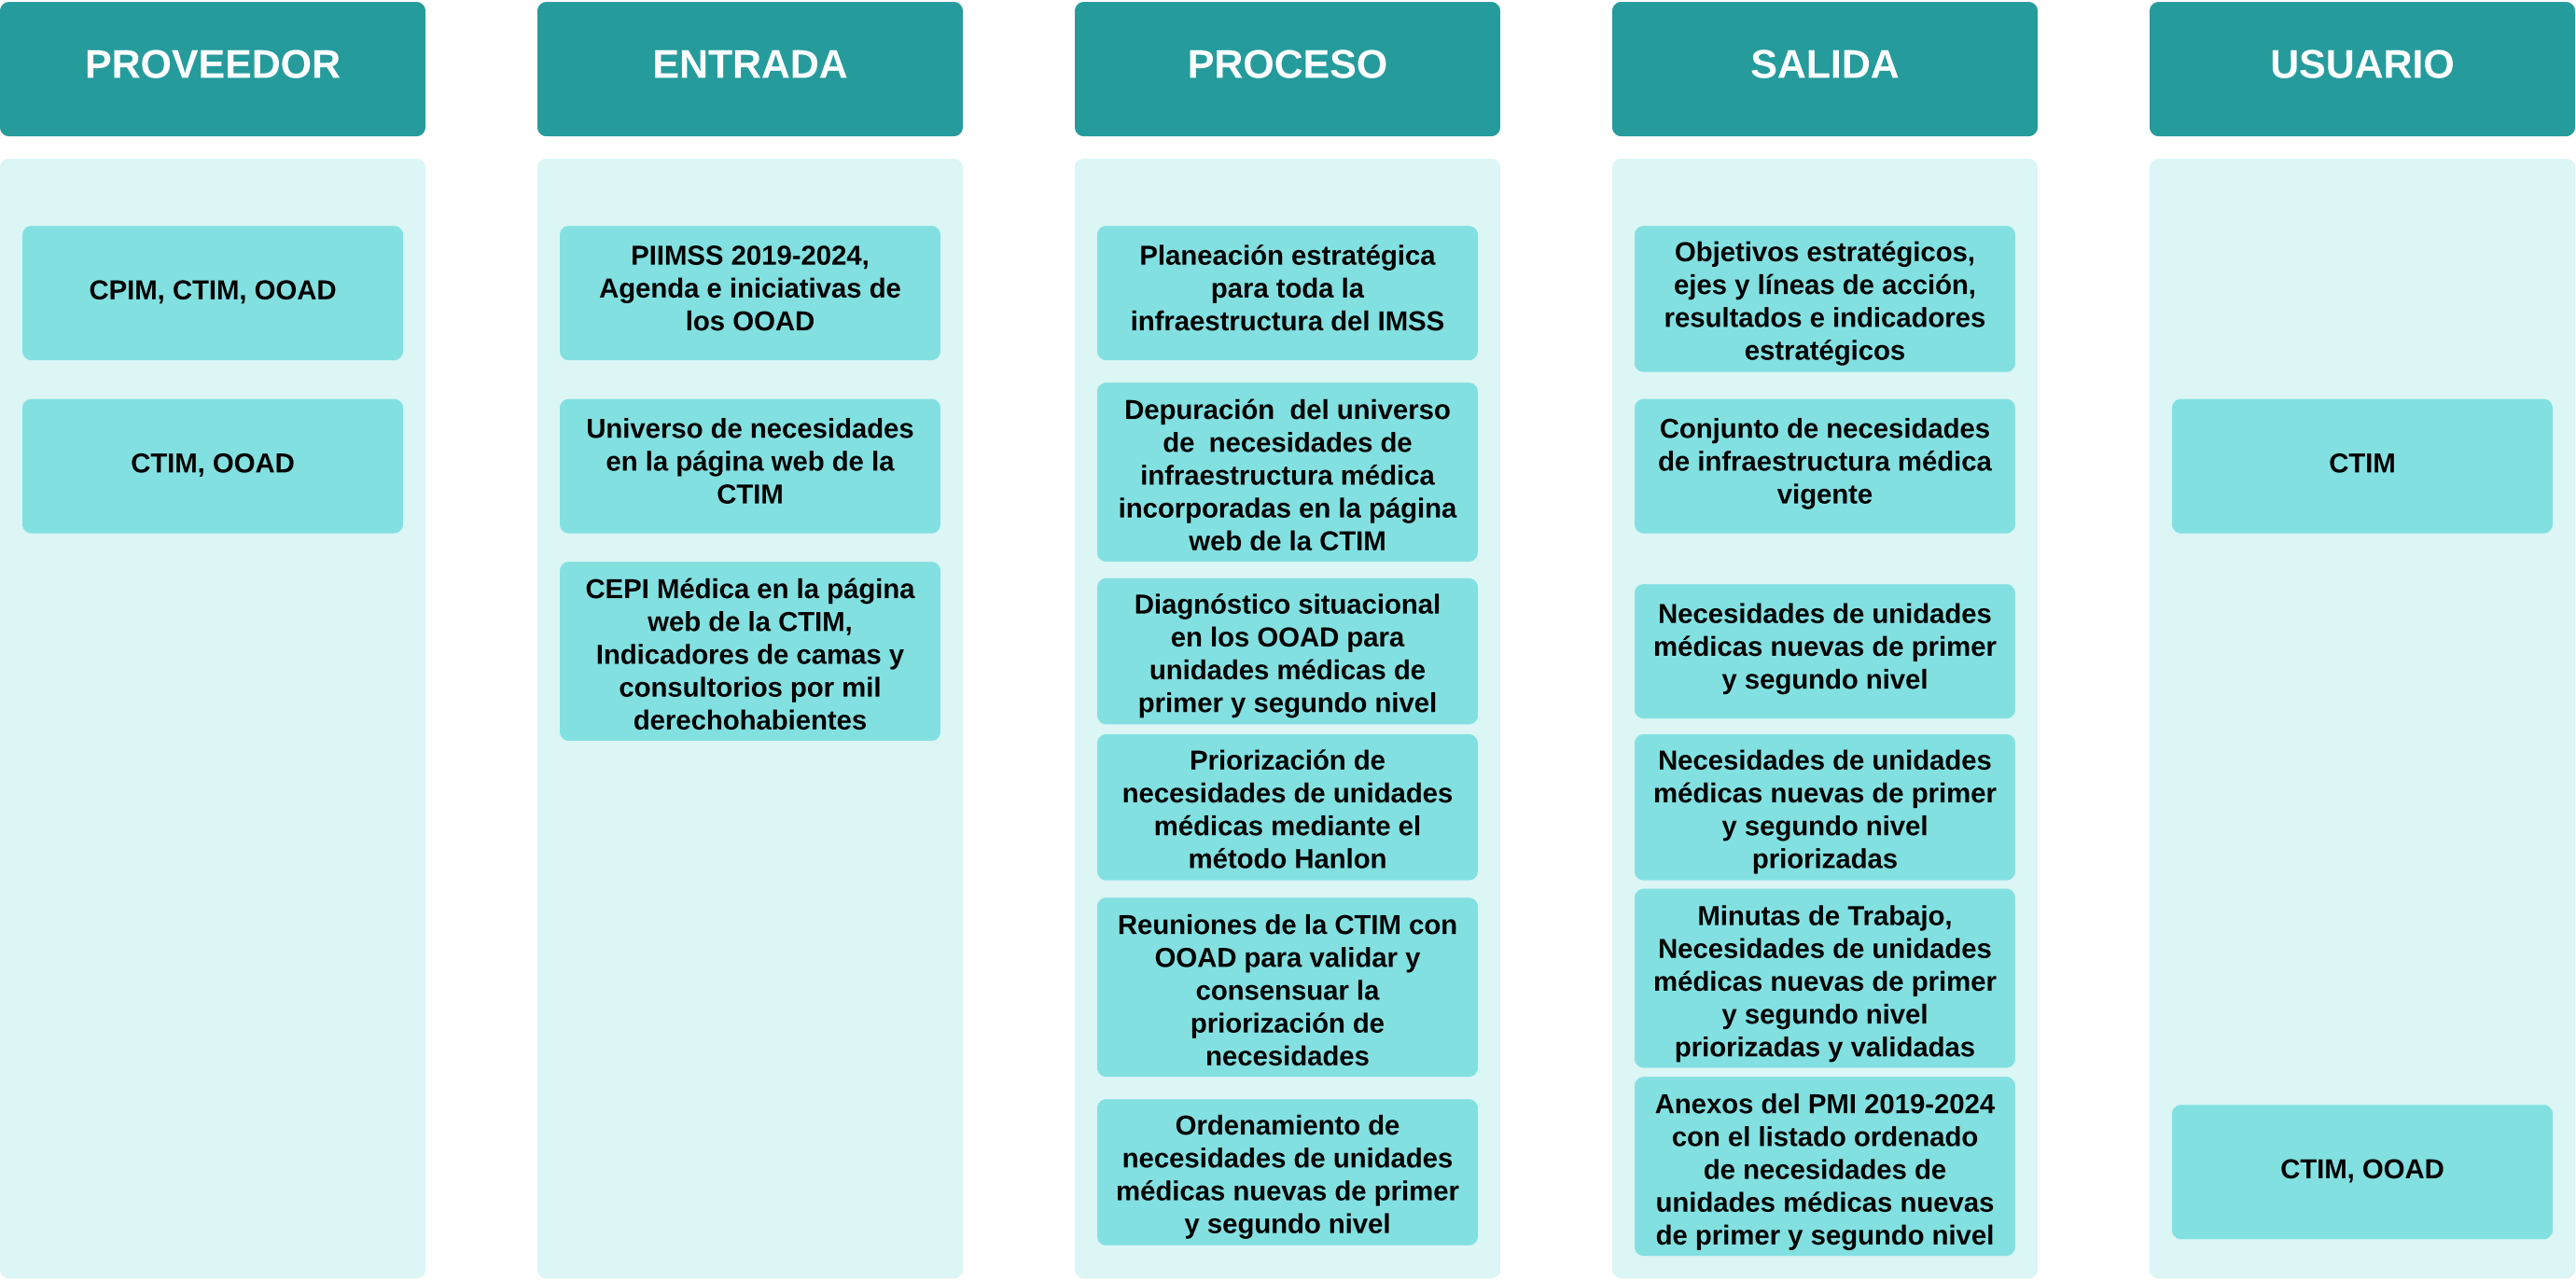 PROVEEDOR
CPIM, CTIM, OOAD
CTIM, OOAD
ENTRADA
PIIMSS 2019-2024,
Agenda e iniciativas de
los OOAD
Universo de necesidades
en la página web de la
CTIM
CEPI Médica en la página
web de la CTIM,
Indicadores de camas y
consultorios por mil
derechohabientes
PROCESO
Planeación estratégica
para toda la
infraestructura del IMSS
Depuración  del universo
de  necesidades de
infraestructura médica
incorporadas en la página
web de la CTIM
Diagnóstico situacional
en los OOAD para
unidades médicas de
primer y segundo nivel
Priorización de
necesidades de unidades
médicas mediante el
método Hanlon
Reuniones de la CTIM con
OOAD para validar y
consensuar la
priorización de
necesidades
Ordenamiento de
necesidades de unidades
médicas nuevas de primer
y segundo nivel
SALIDA
Objetivos estratégicos,
ejes y líneas de acción,
resultados e indicadores
estratégicos
Conjunto de necesidades
de infraestructura médica
vigente
Necesidades de unidades
médicas nuevas de primer
y segundo nivel
Necesidades de unidades
médicas nuevas de primer
y segundo nivel
priorizadas
Minutas de Trabajo,
Necesidades de unidades
médicas nuevas de primer
y segundo nivel
priorizadas y validadas
Anexos del PMI 2019-2024
con el listado ordenado
de necesidades de
unidades médicas nuevas
de primer y segundo nivel
USUARIO
CTIM
CTIM, OOAD